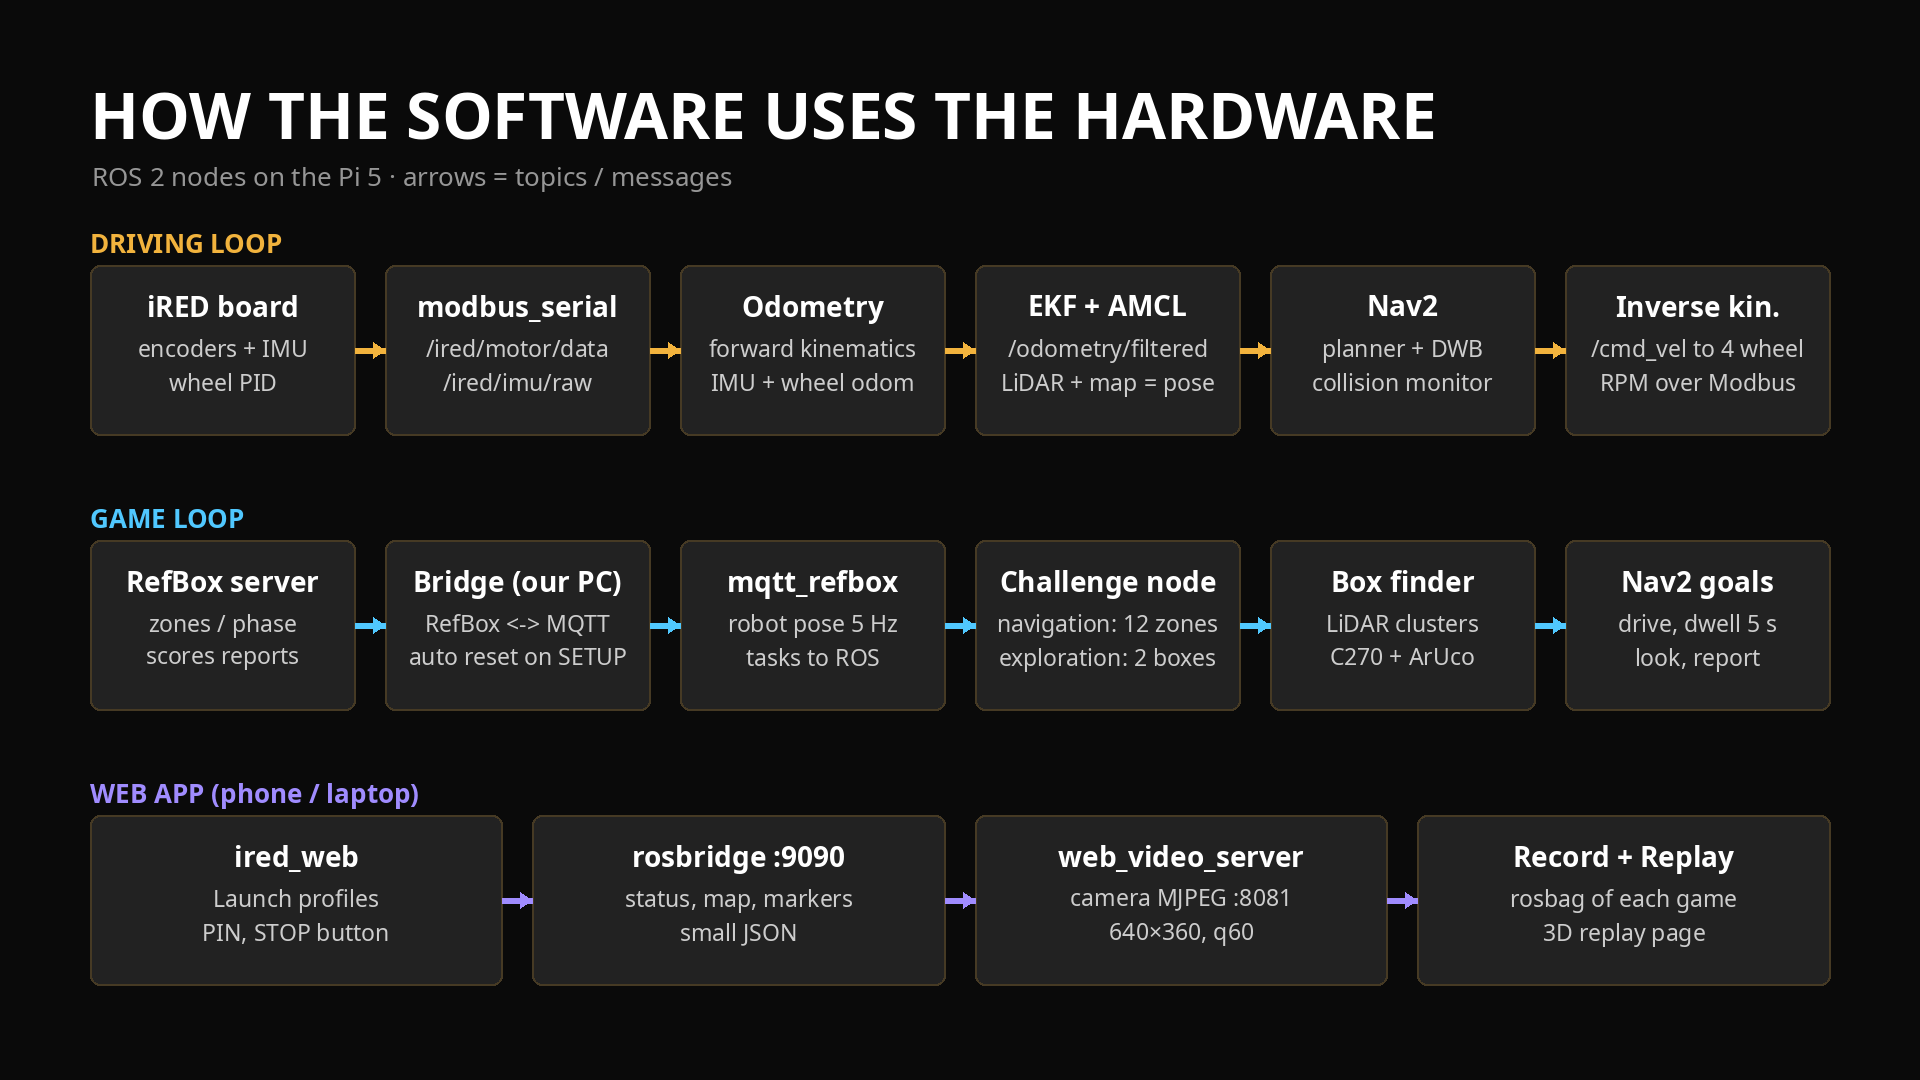 HOW THE SOFTWARE USES THE HARDWARE
ROS 2 nodes on the Pi 5 · arrows = topics / messages
DRIVING LOOP
iRED board
encoders + IMU
wheel PID
modbus_serial
/ired/motor/data
/ired/imu/raw
Odometry
forward kinematics
IMU + wheel odom
EKF + AMCL
/odometry/filtered
LiDAR + map = pose
Nav2
planner + DWB
collision monitor
Inverse kin.
/cmd_vel to 4 wheel
RPM over Modbus
GAME LOOP
RefBox server
zones / phase
scores reports
Bridge (our PC)
RefBox <-> MQTT
auto reset on SETUP
mqtt_refbox
robot pose 5 Hz
tasks to ROS
Challenge node
navigation: 12 zones
exploration: 2 boxes
Box finder
LiDAR clusters
C270 + ArUco
Nav2 goals
drive, dwell 5 s
look, report
WEB APP (phone / laptop)
ired_web
Launch profiles
PIN, STOP button
rosbridge :9090
status, map, markers
small JSON
web_video_server
camera MJPEG :8081
640×360, q60
Record + Replay
rosbag of each game
3D replay page